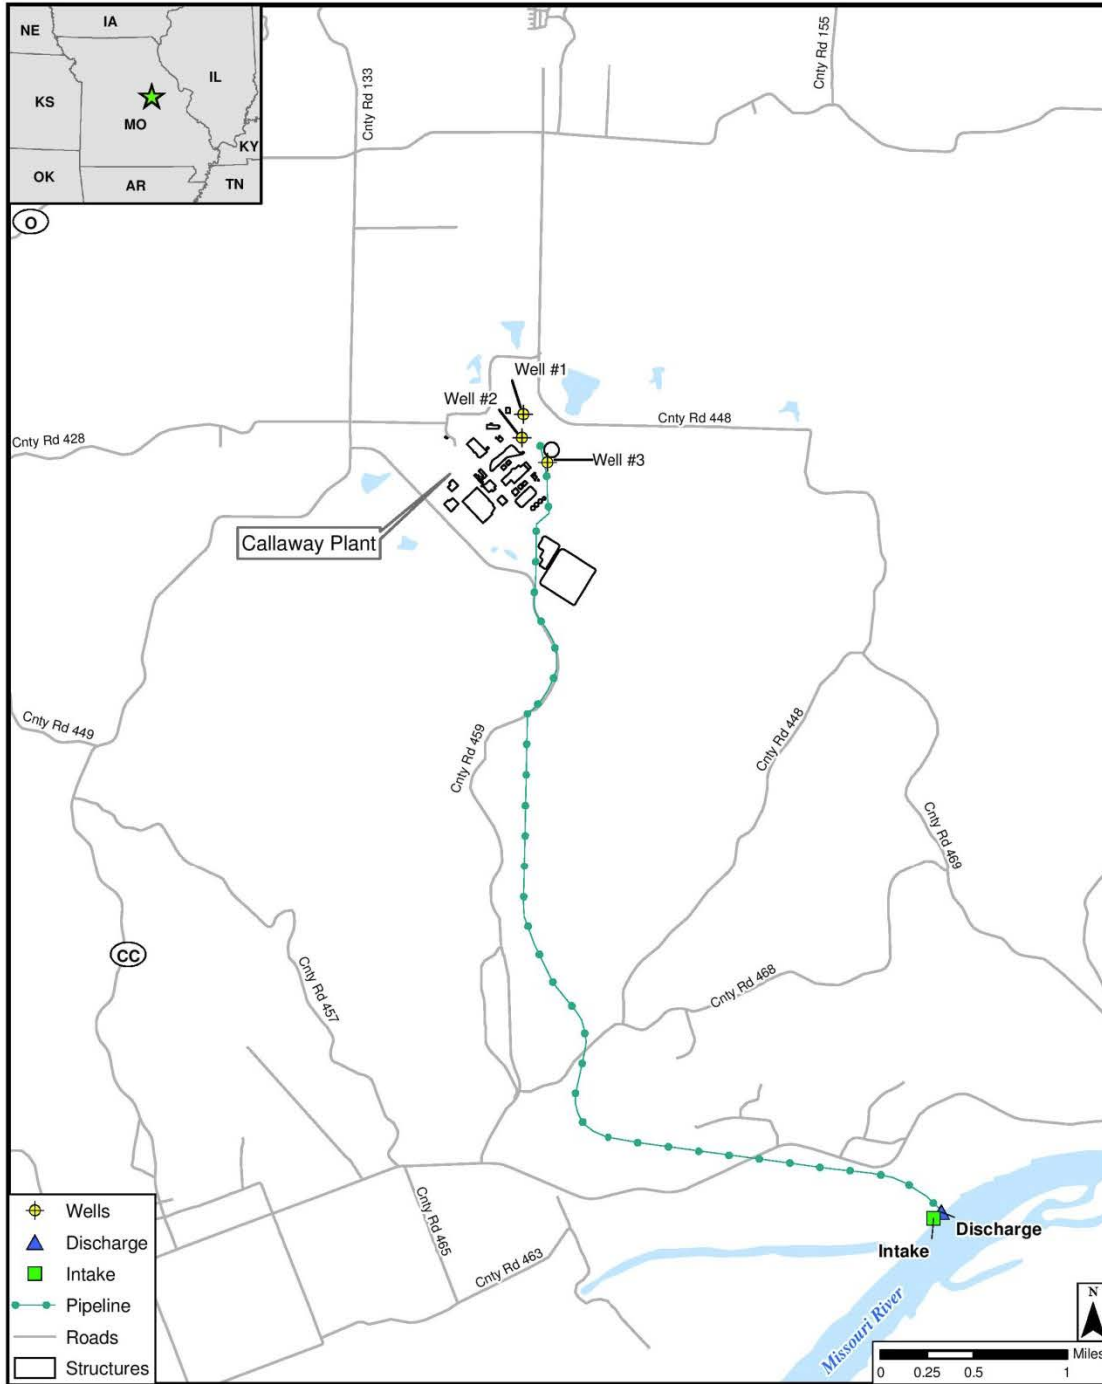 NE
IA
IL
KS
MO
KY
OK
AR
TN
O
Cnty Rd 133
Cnty Rd 155
Well #1
Well #2
Cnty Rd 448
Cnty Rd 428
Well #3
Callaway Plant
Cnty Rd 449
Cnty Rd 459
Cnty Rd 448
Cnty Rd 469
CC
Cnty Rd 457
Cnty Rd 468
Cnty Rd 465
Cnty Rd 463
Discharge
Intake
Missouri River
Wells
Discharge
Intake
Pipeline
Roads
Structures
N
Miles
0 0.25 0.5 1